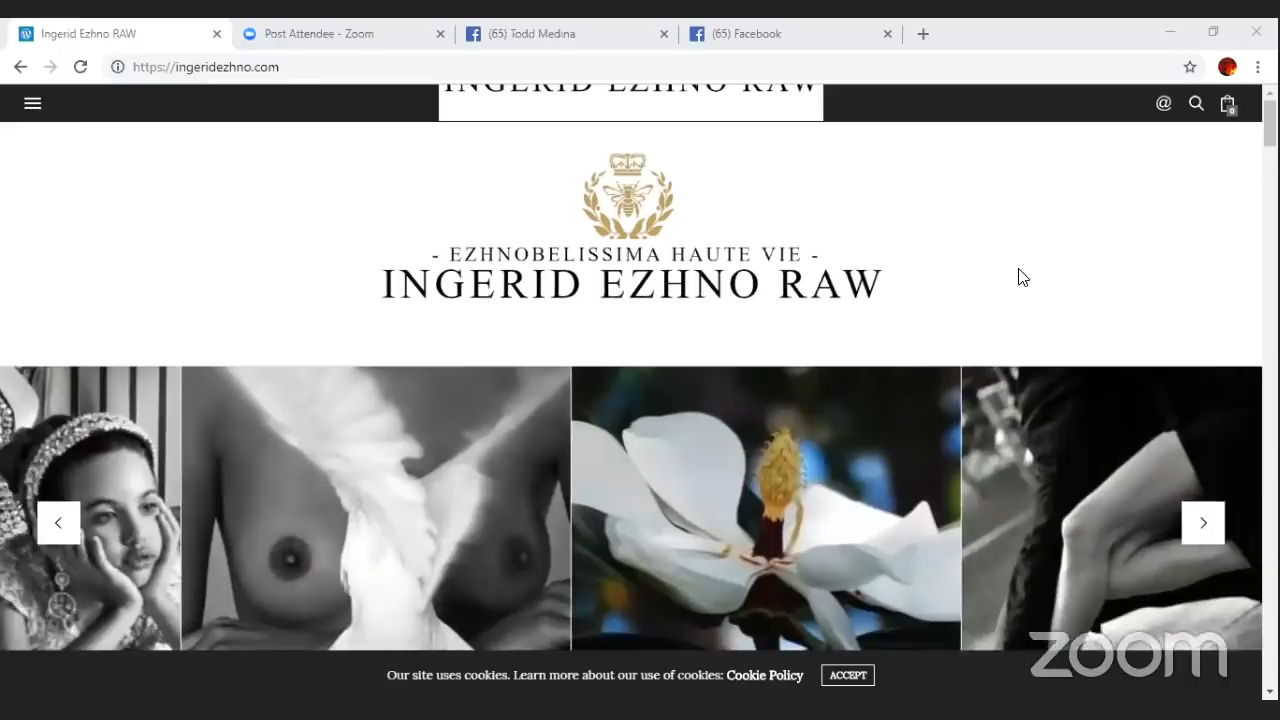 Ingerid Ezhno RAW
Post Attendee - Zoom
(65) Todd Medina
(65) Facebook
https://ingeridezhno.com
INGERID EZHNO RAW
0
- EZHNOBELISSIMA HAUTE VIE -
INGERID EZHNO RAW
Our site uses cookies. Learn more about our use of cookies: Cookie Policy
ACCEPT
zoom